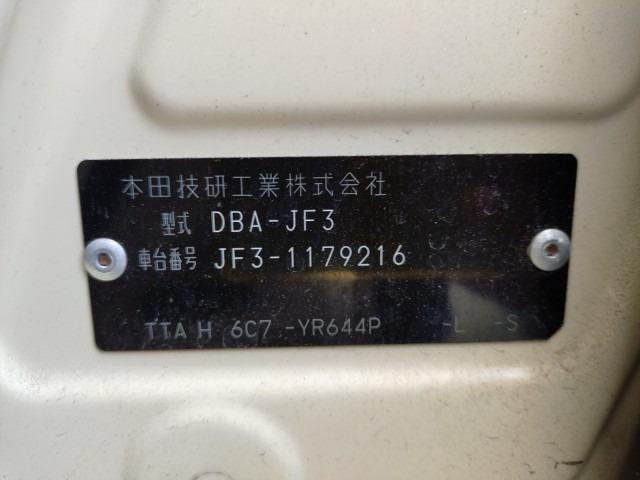 本田技研工業株式会社
型式 DBA-JF3
車台番号 JF3-1179216
TTA H 6C7 -YR644P -L -S